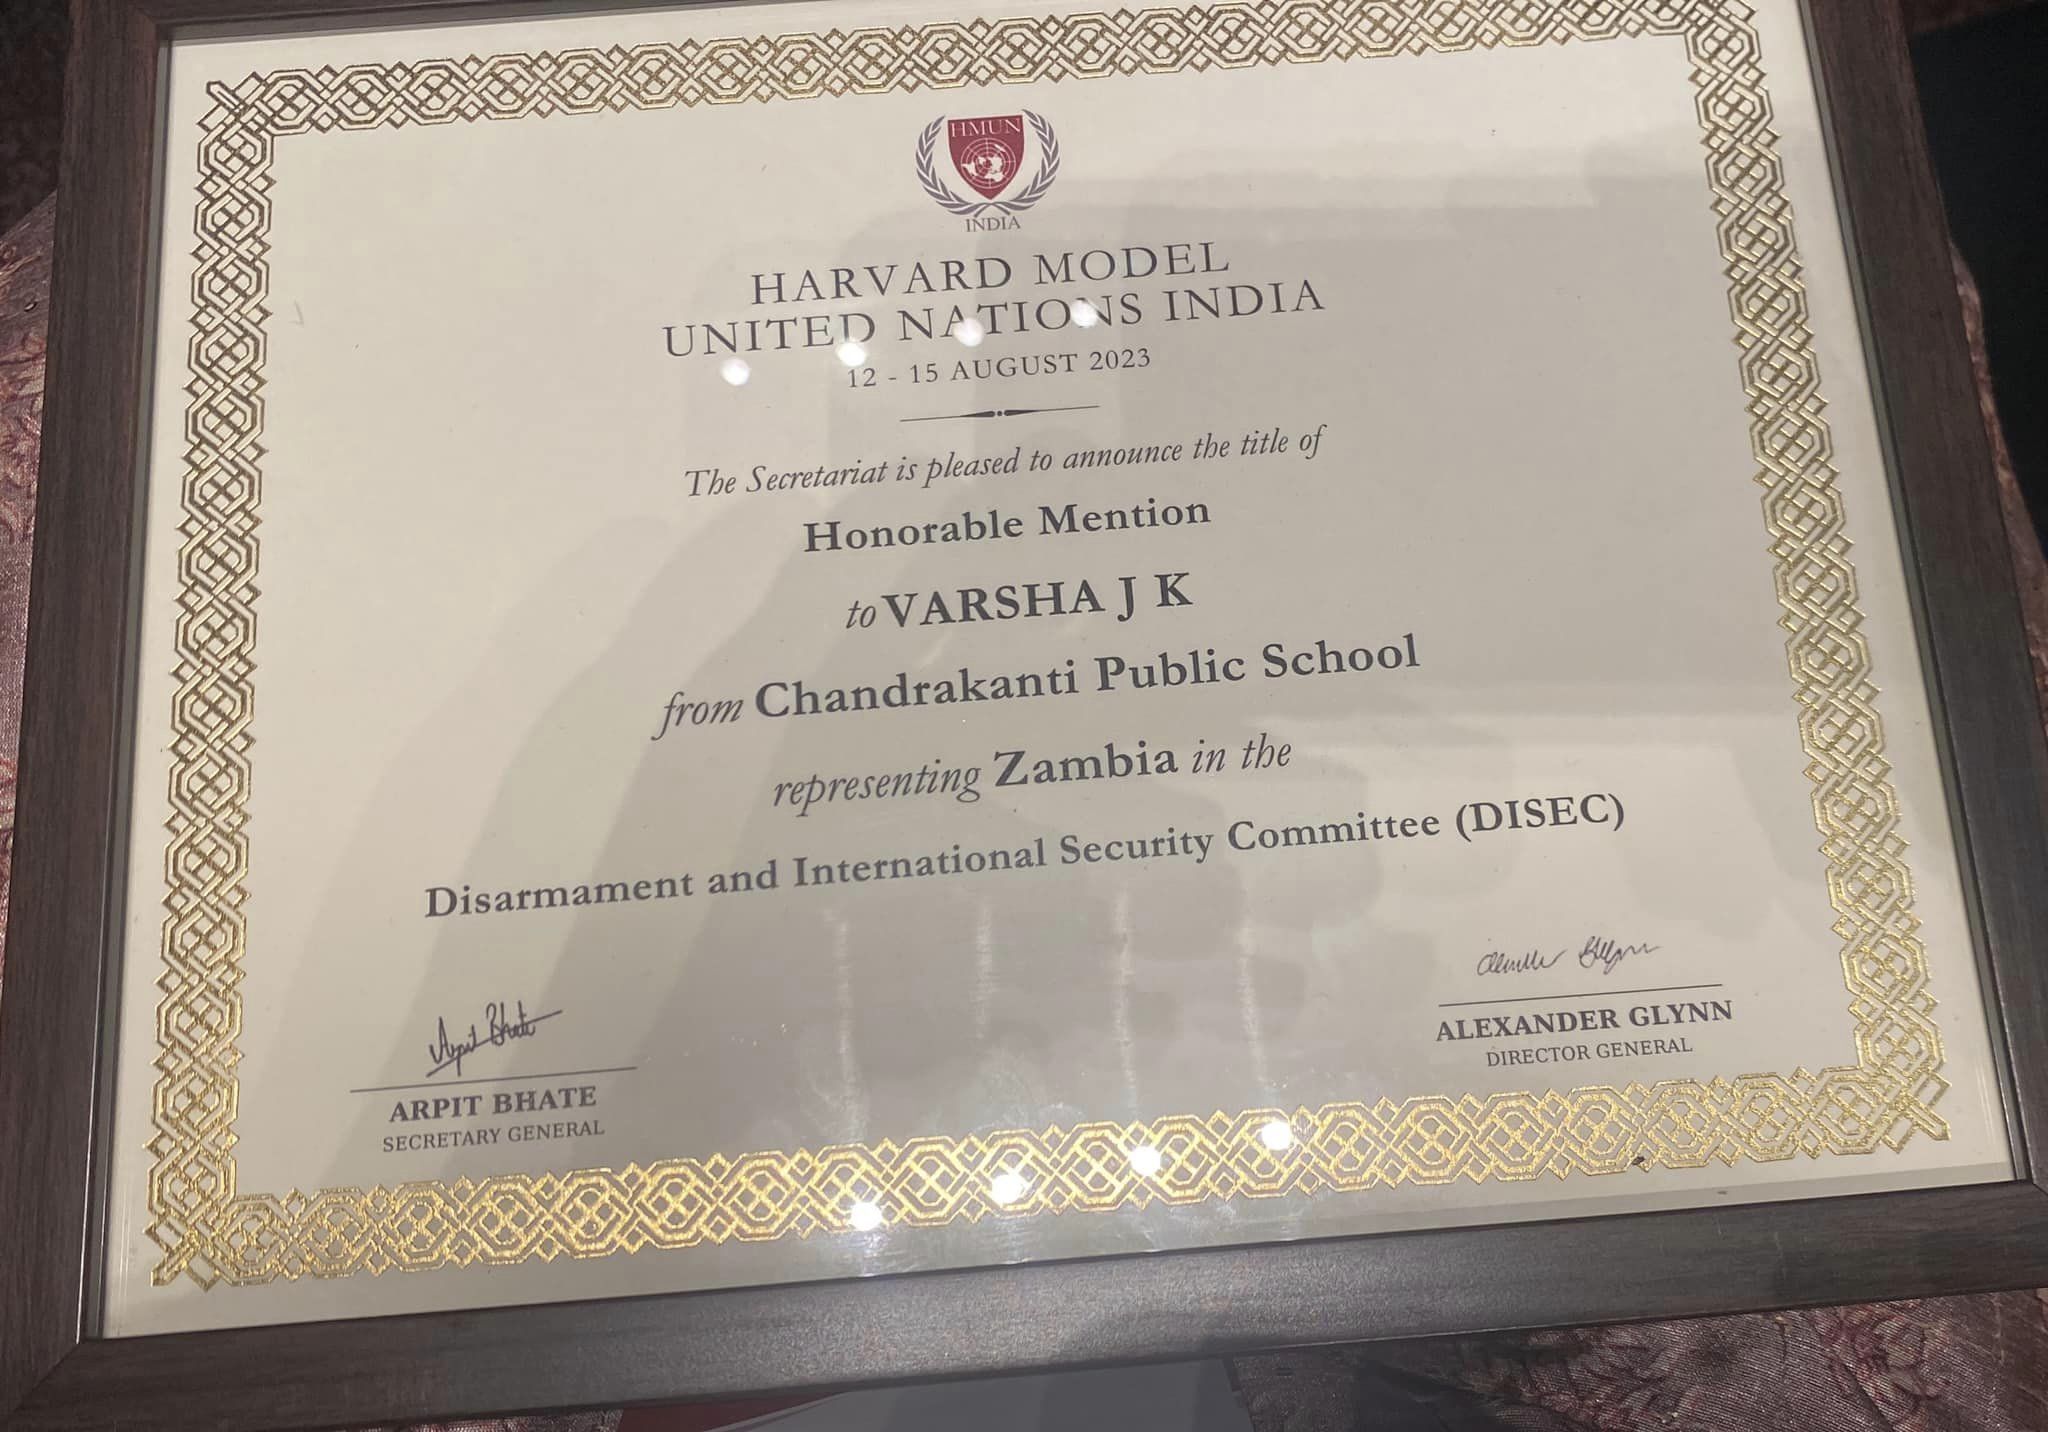 HMUN
INDIA
HARVARD MODEL
UNITED NATIONS INDIA
12 - 15 AUGUST 2023
The Secretariat is pleased to announce the title of
Honorable Mention
to VARSHA J K
from Chandrakanti Public School
representing Zambia in the
Disarmament and International Security Committee (DISEC)
Arpit Bhate
ARPIT BHATE
SECRETARY GENERAL
ALEXANDER GLYNN
DIRECTOR GENERAL